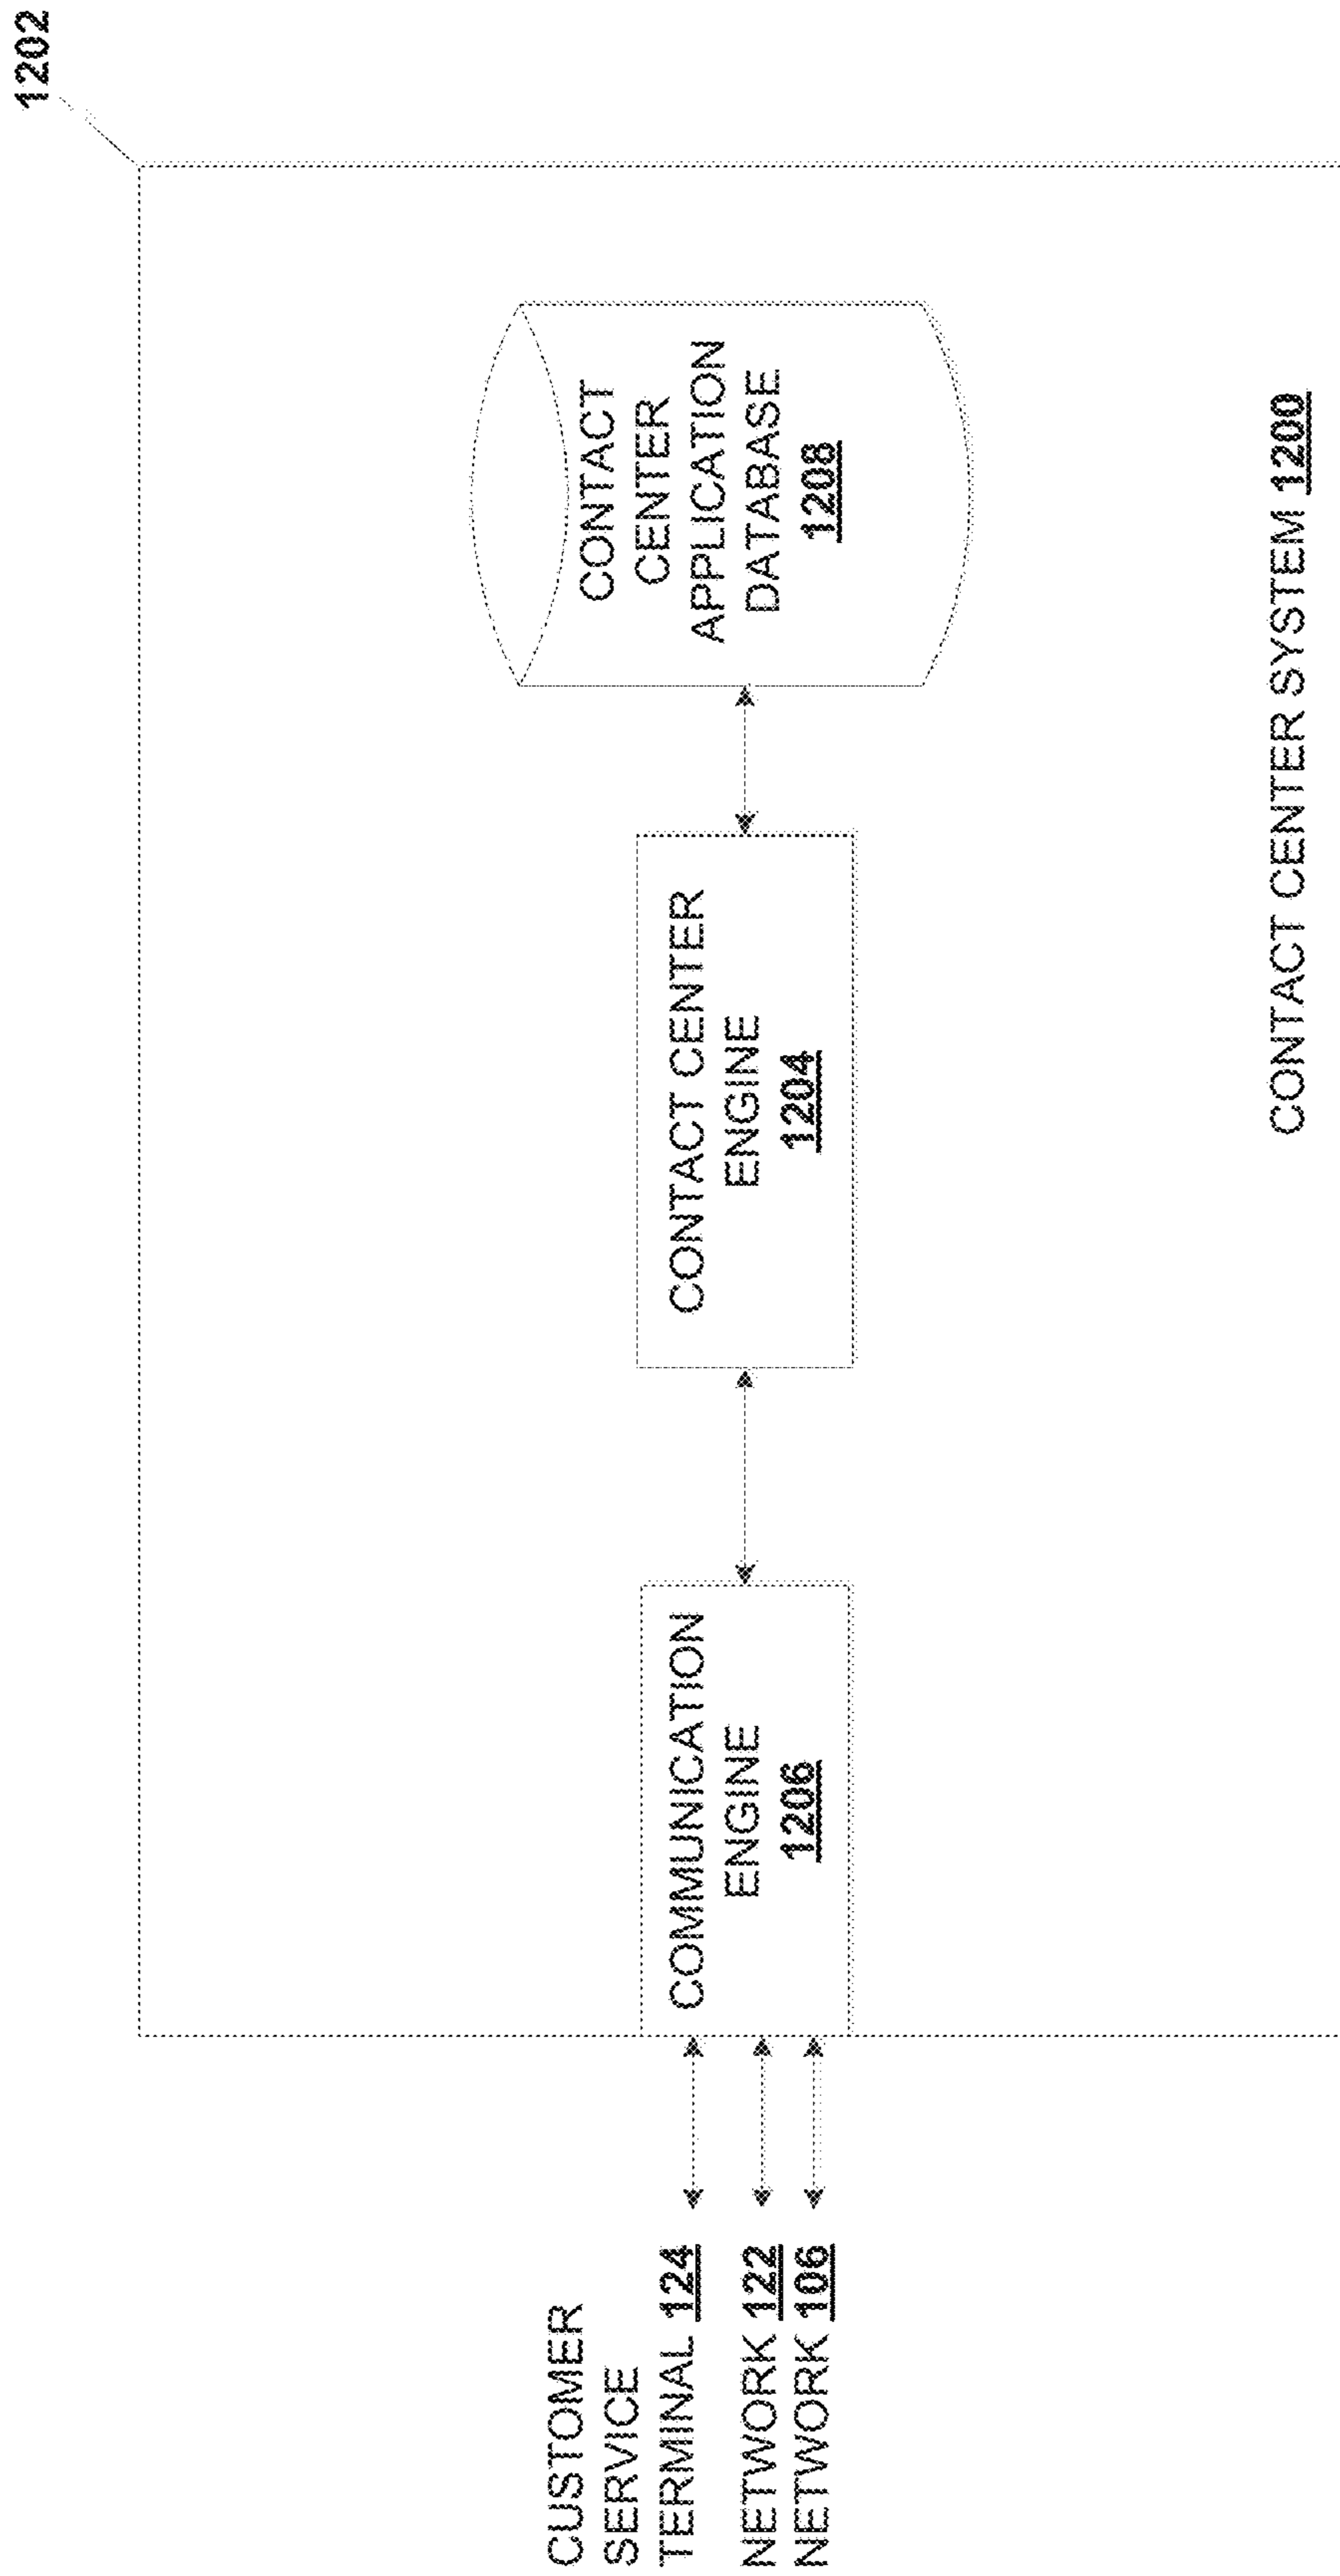 1202
CUSTOMER
SERVICE
TERMINAL 124
NETWORK 122
NETWORK 106
COMMUNICATION
ENGINE
1206
CONTACT CENTER
ENGINE
1204
CONTACT
CENTER
APPLICATION
DATABASE
1208
CONTACT CENTER SYSTEM 1200